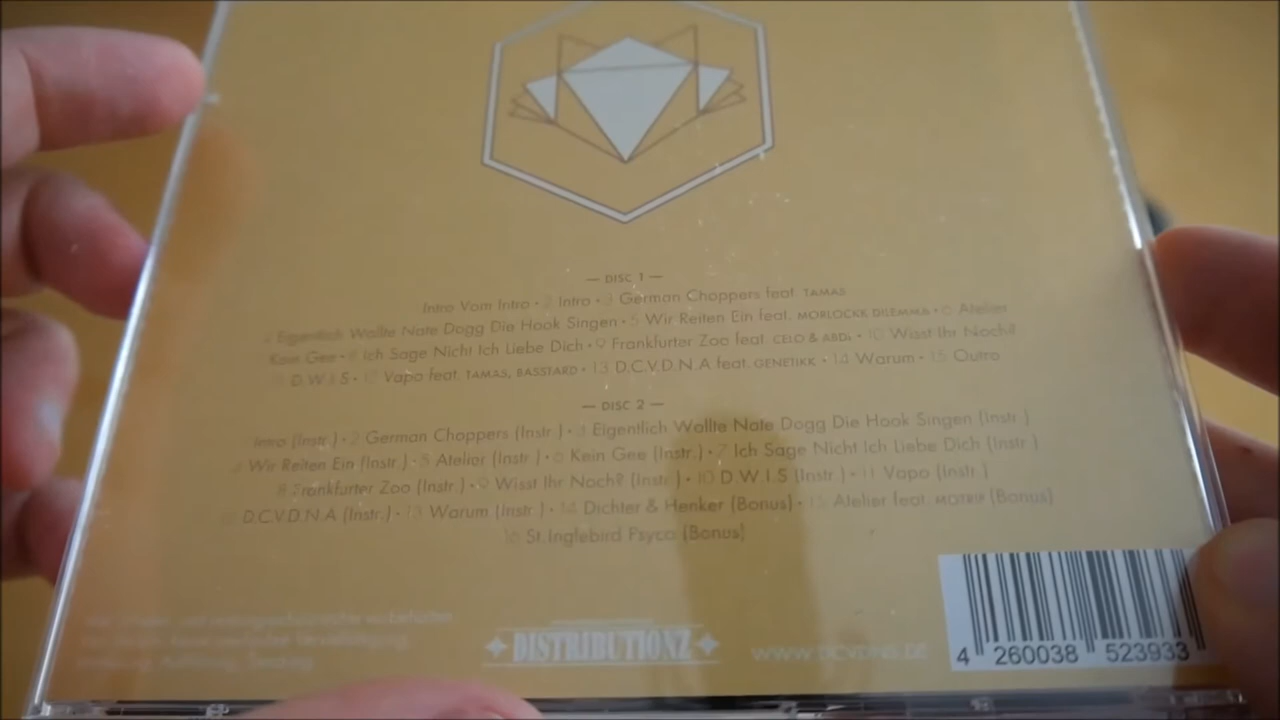 — DISC 1 —
Intro Vom Intro • 2 Intro • 3 German Choppers feat. TAMAS
4 Eigentlich Wollte Nate Dogg Die Hook Singen • 5 Wir Reiten Ein feat. MORLOCKK DILEMMA • 6 Atelier
Kein Gee • 8 Ich Sage Nicht Ich Liebe Dich • 9 Frankfurter Zoo feat. CELO & ABDI • 10 Wisst Ihr Noch?
D.W.I.S • 12 Vapo feat. TAMAS, BASSTARD • 13 D.C.V.D.N.A feat. GENETIKK • 14 Warum • 15 Outro
— DISC 2 —
Intro (Instr.) • 2 German Choppers (Instr.) • 3 Eigentlich Wollte Nate Dogg Die Hook Singen (Instr.)
4 Wir Reiten Ein (Instr.) • 5 Atelier (Instr.) • 6 Kein Gee (Instr.) • 7 Ich Sage Nicht Ich Liebe Dich (Instr.)
8 Frankfurter Zoo (Instr.) • 9 Wisst Ihr Noch? (Instr.) • 10 D.W.I.S (Instr.) • 11 Vapo (Instr.)
D.C.V.D.N.A (Instr.) • 13 Warum (Instr.) • 14 Dichter & Henker (Bonus) • 15 Atelier feat. MOTRIP (Bonus)
16 St.Inglebird Psyco (Bonus)
DISTRIBUTIONZ
WWW.DCVDNS.DE
4 260038 523933